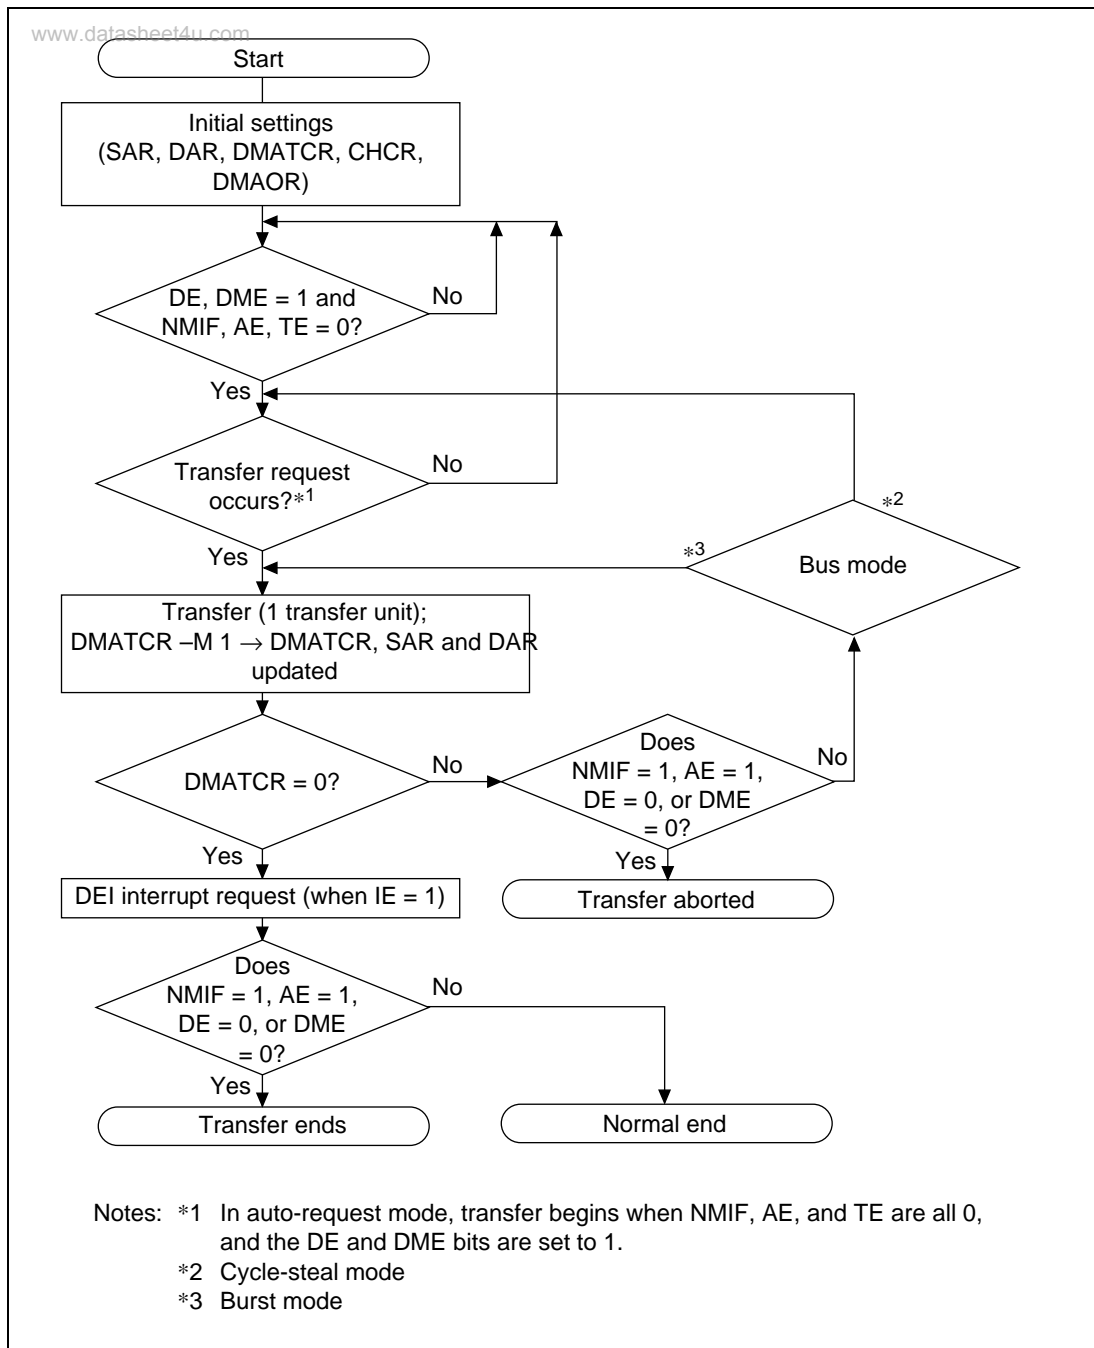 www.datasheet4u.com
Start
Initial settings
(SAR, DAR, DMATCR, CHCR,
DMAOR)
DE, DME = 1 and
NMIF, AE, TE = 0?
No
Yes
Transfer request
occurs?*1
No
Yes
*2
*3
Bus mode
Transfer (1 transfer unit);
DMATCR –M 1 → DMATCR, SAR and DAR
updated
DMATCR = 0?
No
Does
NMIF = 1, AE = 1,
DE = 0, or DME
= 0?
No
Yes
Yes
DEI interrupt request (when IE = 1)
Transfer aborted
Does
NMIF = 1, AE = 1,
DE = 0, or DME
= 0?
No
Yes
Transfer ends
Normal end
Notes: *1 In auto-request mode, transfer begins when NMIF, AE, and TE are all 0,
and the DE and DME bits are set to 1.
*2 Cycle-steal mode
*3 Burst mode